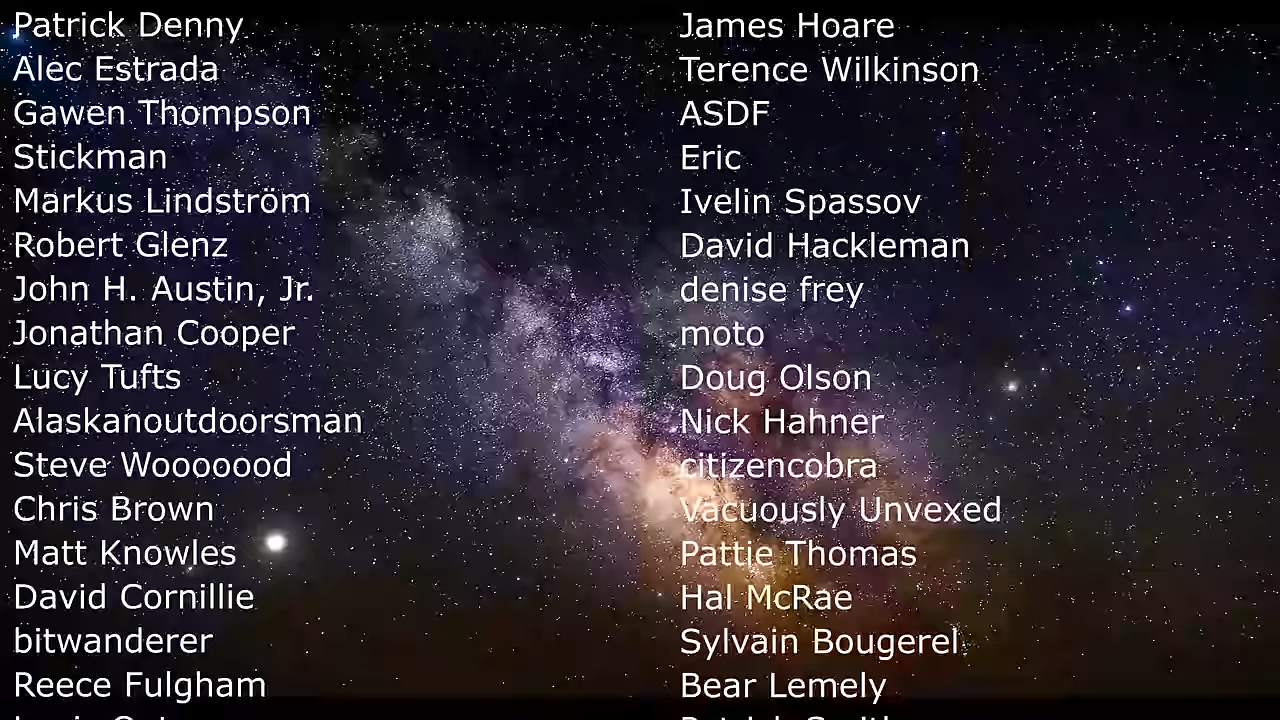 Patrick Denny
Alec Estrada
Gawen Thompson
Stickman
Markus Lindström
Robert Glenz
John H. Austin, Jr.
Jonathan Cooper
Lucy Tufts
Alaskanoutdoorsman
Steve Wooooood
Chris Brown
Matt Knowles
David Cornillie
bitwanderer
Reece Fulgham
James Hoare
Terence Wilkinson
ASDF
Eric
Ivelin Spassov
David Hackleman
denise frey
moto
Doug Olson
Nick Hahner
citizencobra
Vacuously Unvexed
Pattie Thomas
Hal McRae
Sylvain Bougerel
Bear Lemely